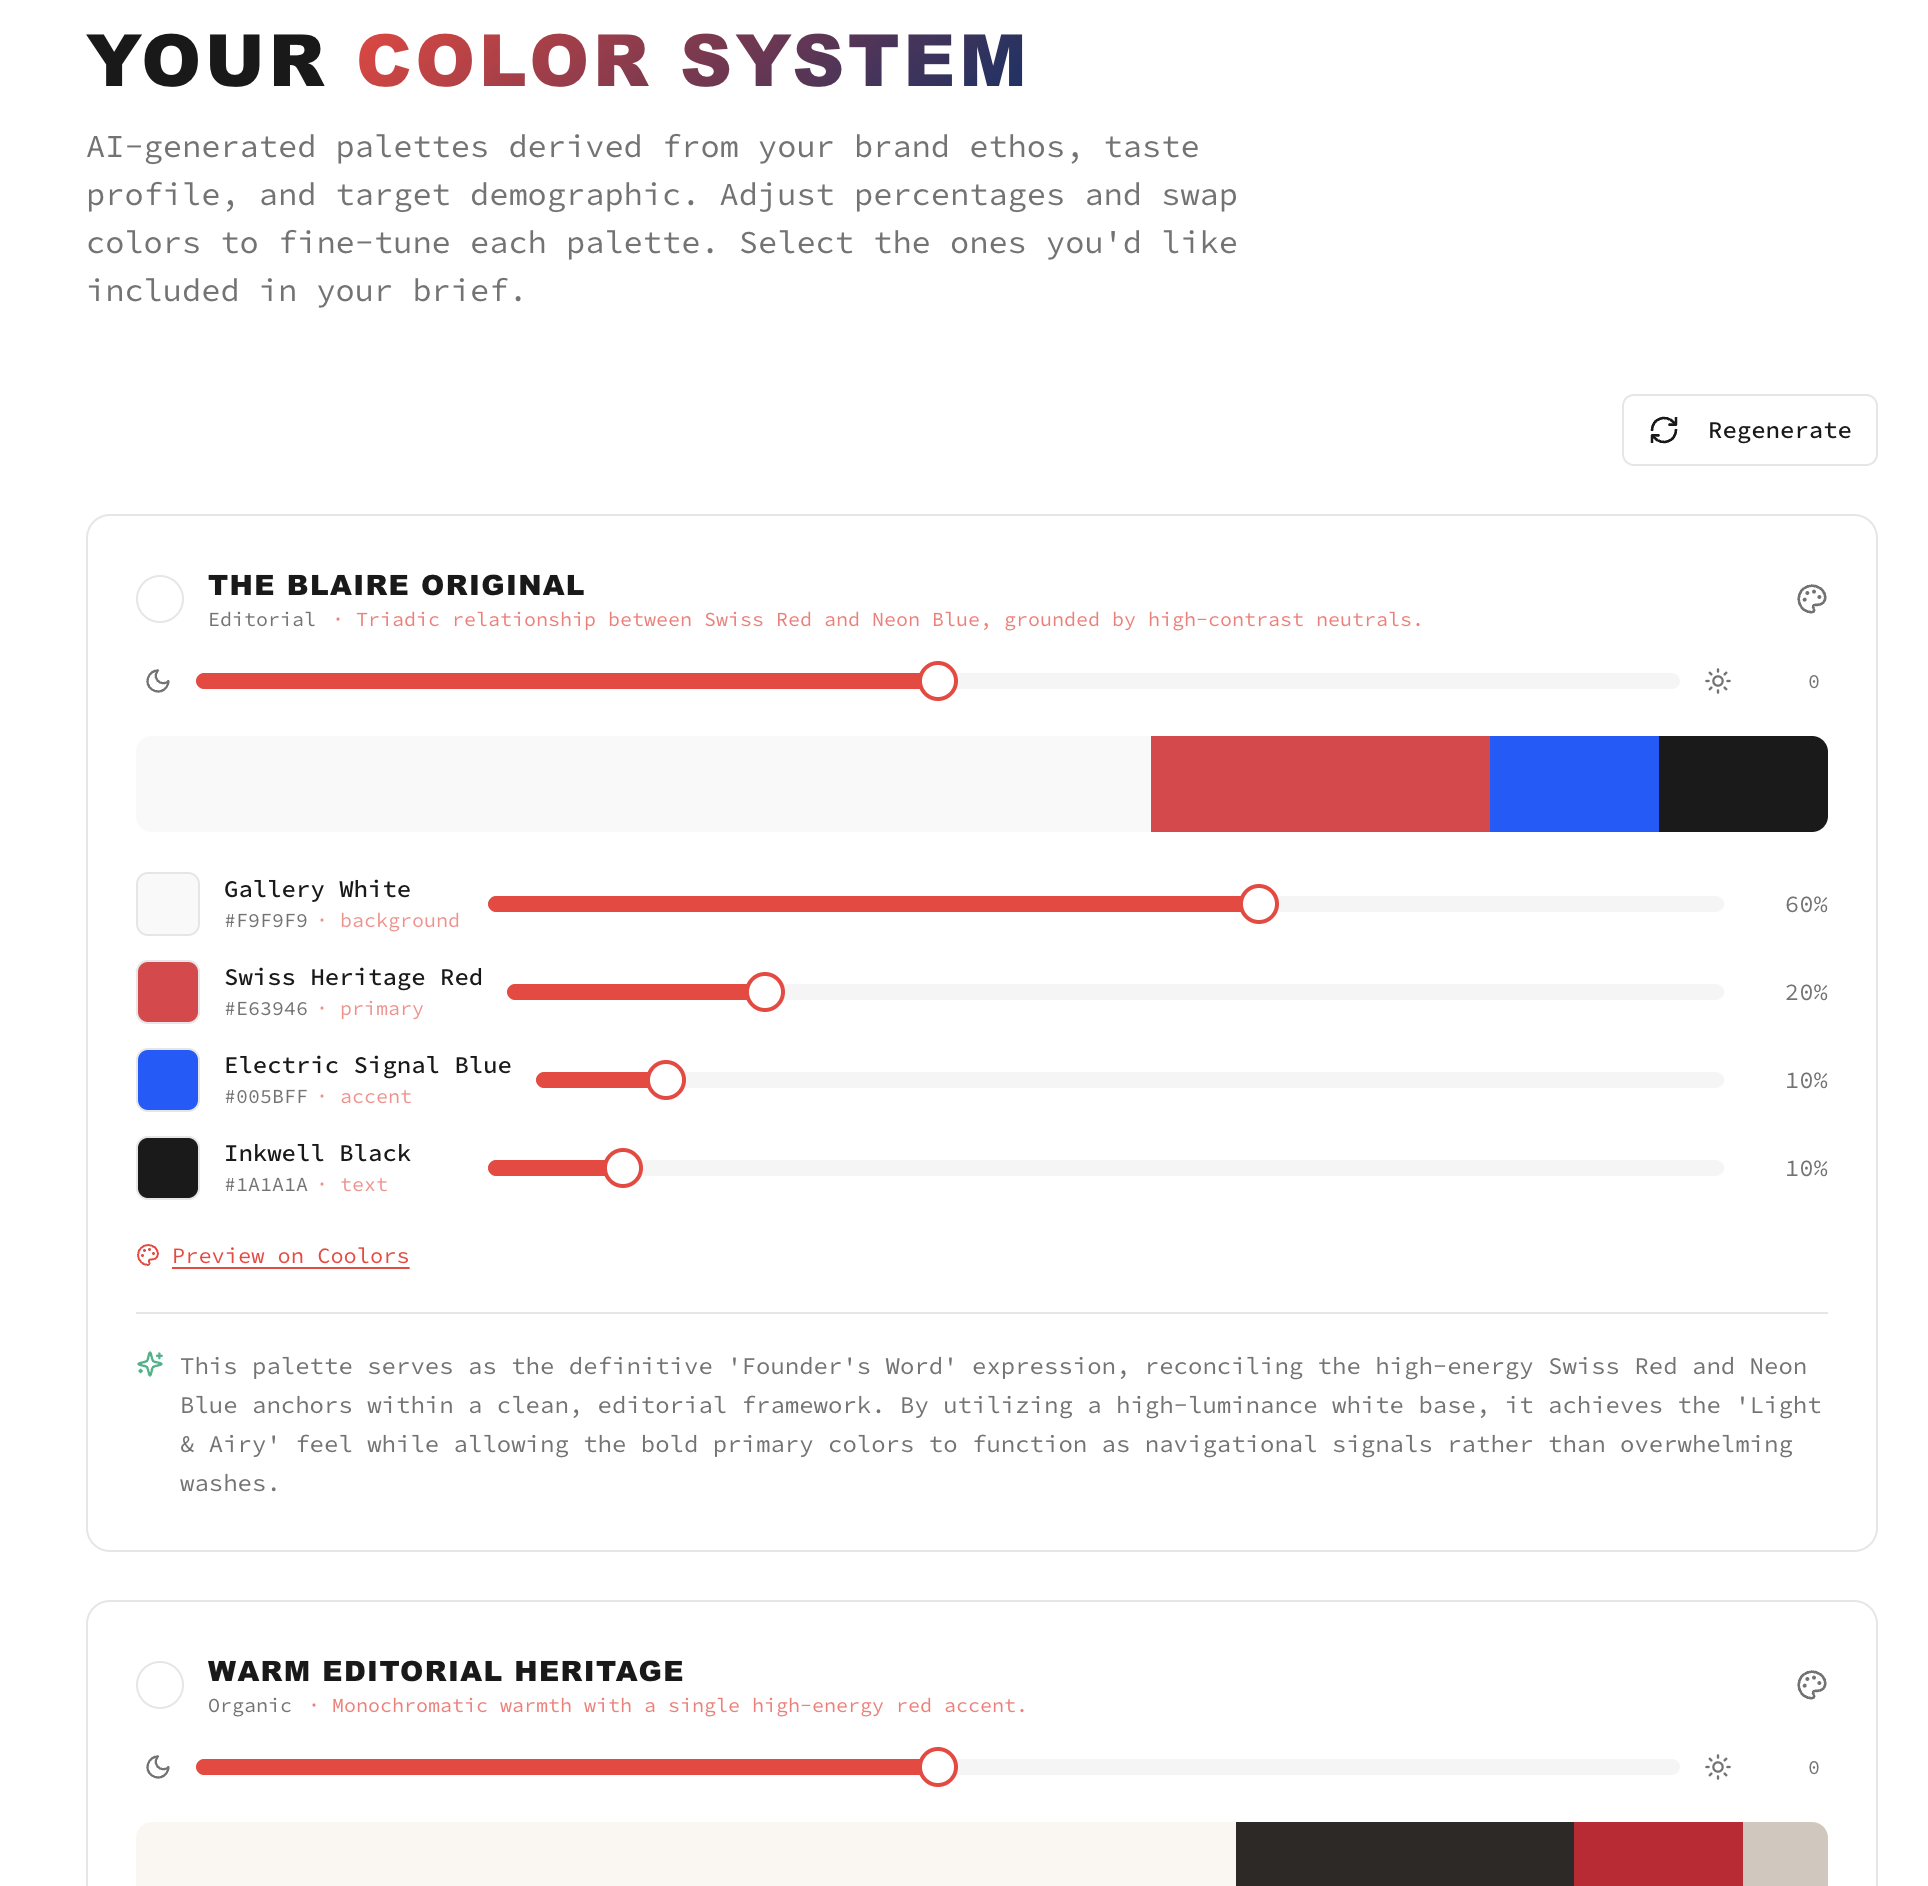 YOUR COLOR SYSTEM
AI-generated palettes derived from your brand ethos, taste
profile, and target demographic. Adjust percentages and swap
colors to fine-tune each palette. Select the ones you'd like
included in your brief.
Regenerate
THE BLAIRE ORIGINAL
Editorial · Triadic relationship between Swiss Red and Neon Blue, grounded by high-contrast neutrals.
0
Gallery White
#F9F9F9 · background
60%
Swiss Heritage Red
#E63946 · primary
20%
Electric Signal Blue
#005BFF · accent
10%
Inkwell Black
#1A1A1A · text
10%
Preview on Coolors
This palette serves as the definitive 'Founder's Word' expression, reconciling the high-energy Swiss Red and Neon
Blue anchors within a clean, editorial framework. By utilizing a high-luminance white base, it achieves the 'Light
& Airy' feel while allowing the bold primary colors to function as navigational signals rather than overwhelming
washes.
WARM EDITORIAL HERITAGE
Organic · Monochromatic warmth with a single high-energy red accent.
0